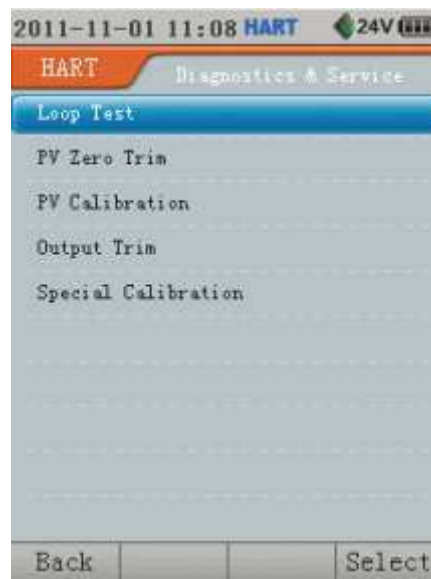 2011-11-01 11:08 HART 24V
HART Diagnostics & Service
Loop Test
PV Zero Trim
PV Calibration
Output Trim
Special Calibration
Back Select